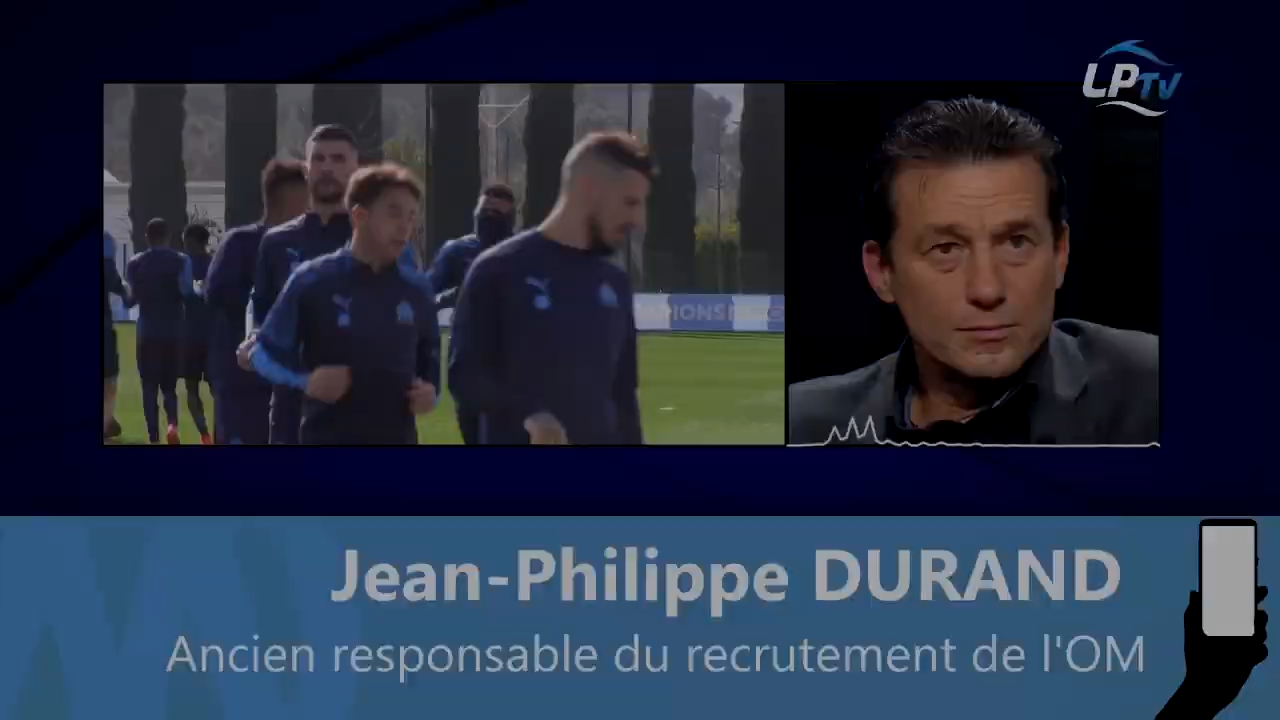 LPTV
Jean-Philippe DURAND
Ancien responsable du recrutement de l'OM